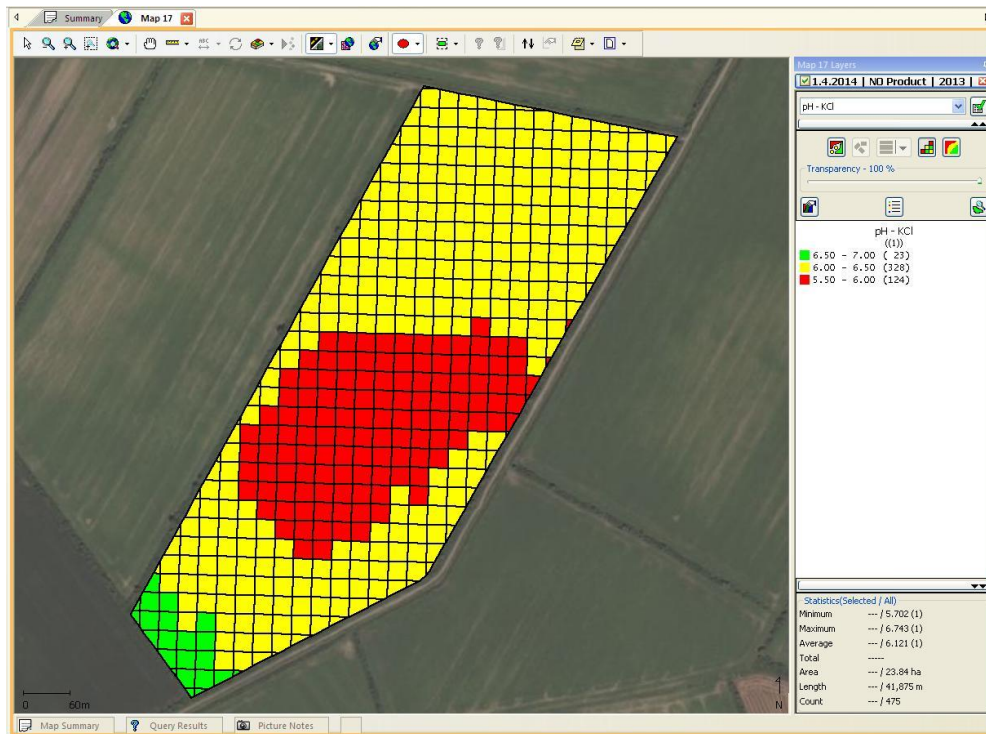 Summary
Map 17
ABC
Map 17 Layers
1.4.2014 | NO Product | 2013 |
pH - KCl
Transparency - 100 %
pH - KCl
((1))
6.50 - 7.00 ( 23)
6.00 - 6.50 (328)
5.50 - 6.00 (124)
Statistics(Selected / All)
Minimum --- / 5.702 (1)
Maximum --- / 6.743 (1)
Average --- / 6.121 (1)
Total -----
Area --- / 23.84 ha
Length --- / 41,875 m
Count --- / 475
0 60m
4
N
Map Summary
Query Results
Picture Notes